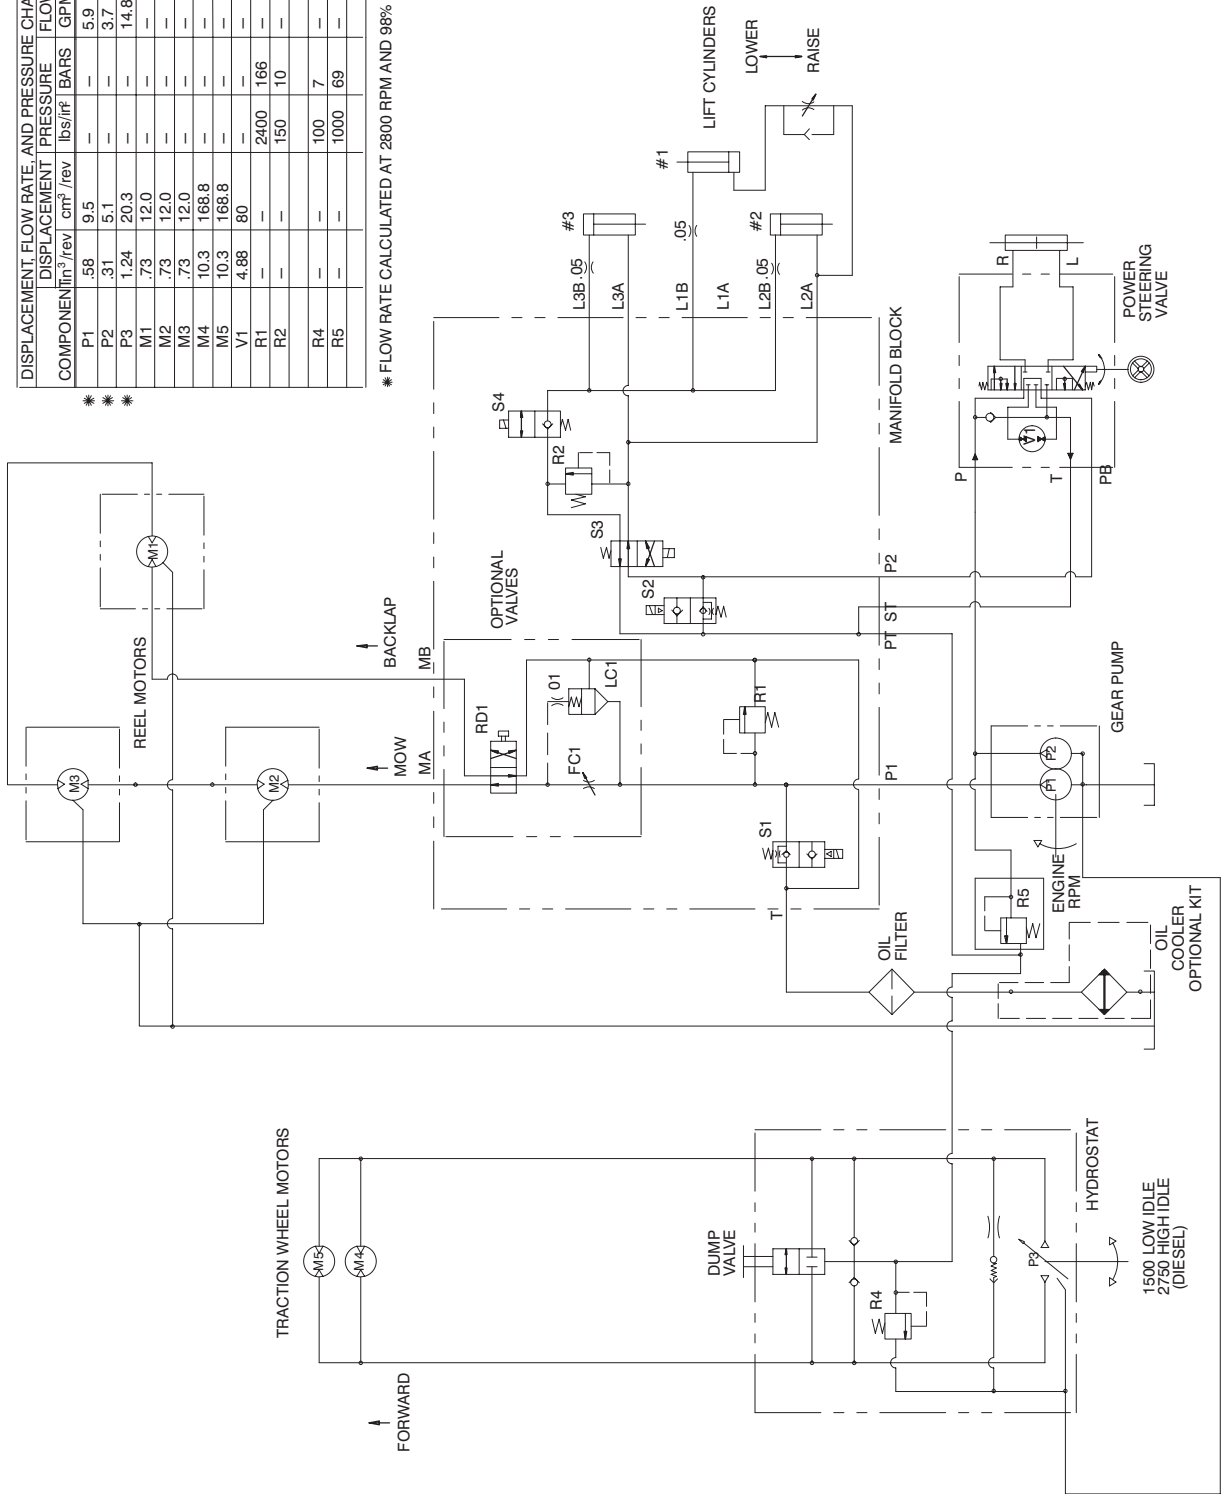 DISPLACEMENT, FLOW RATE, AND PRESSURE
DISPLACEMENT PRESSURE
COMPONENT in³/rev cm³/rev lbs/in² BARS
* P1 .58 9.5 – – 5.9
* P2 .31 5.1 – – 3.7
* P3 1.24 20.3 – – 14.8
M1 .73 12.0 – – –
M2 .73 12.0 – – –
M3 .73 12.0 – – –
M4 10.3 168.8 – – –
M5 10.3 168.8 – – –
V1 4.88 80 – – –
R1 – – 2400 166 –
R2 – – 150 10 –
R4 – – 100 7 –
R5 – – 1000 69 –
* FLOW RATE CALCULATED AT 2800 RPM AND 98%
M1
M3
M2
REEL MOTORS
BACKLAP
MOW
MB
MA
OPTIONAL
VALVES
RD1
01
LC1
FC1
R1
S1
S2
S3
S4
R2
L3B
.05
L3A
L1B
.05
L1A
L2B
.05
L2A
#3
#1
#2
LIFT CYLINDERS
LOWER
RAISE
MANIFOLD BLOCK
T
P1
PT
ST
P2
OIL
FILTER
R5
ENGINE
RPM
P1
P2
GEAR PUMP
OIL
COOLER
OPTIONAL KIT
P
T
PB
V1
R
L
POWER
STEERING
VALVE
TRACTION WHEEL MOTORS
M5
M4
FORWARD
DUMP
VALVE
R4
P3
HYDROSTAT
1500 LOW IDLE
2750 HIGH IDLE
(DIESEL)